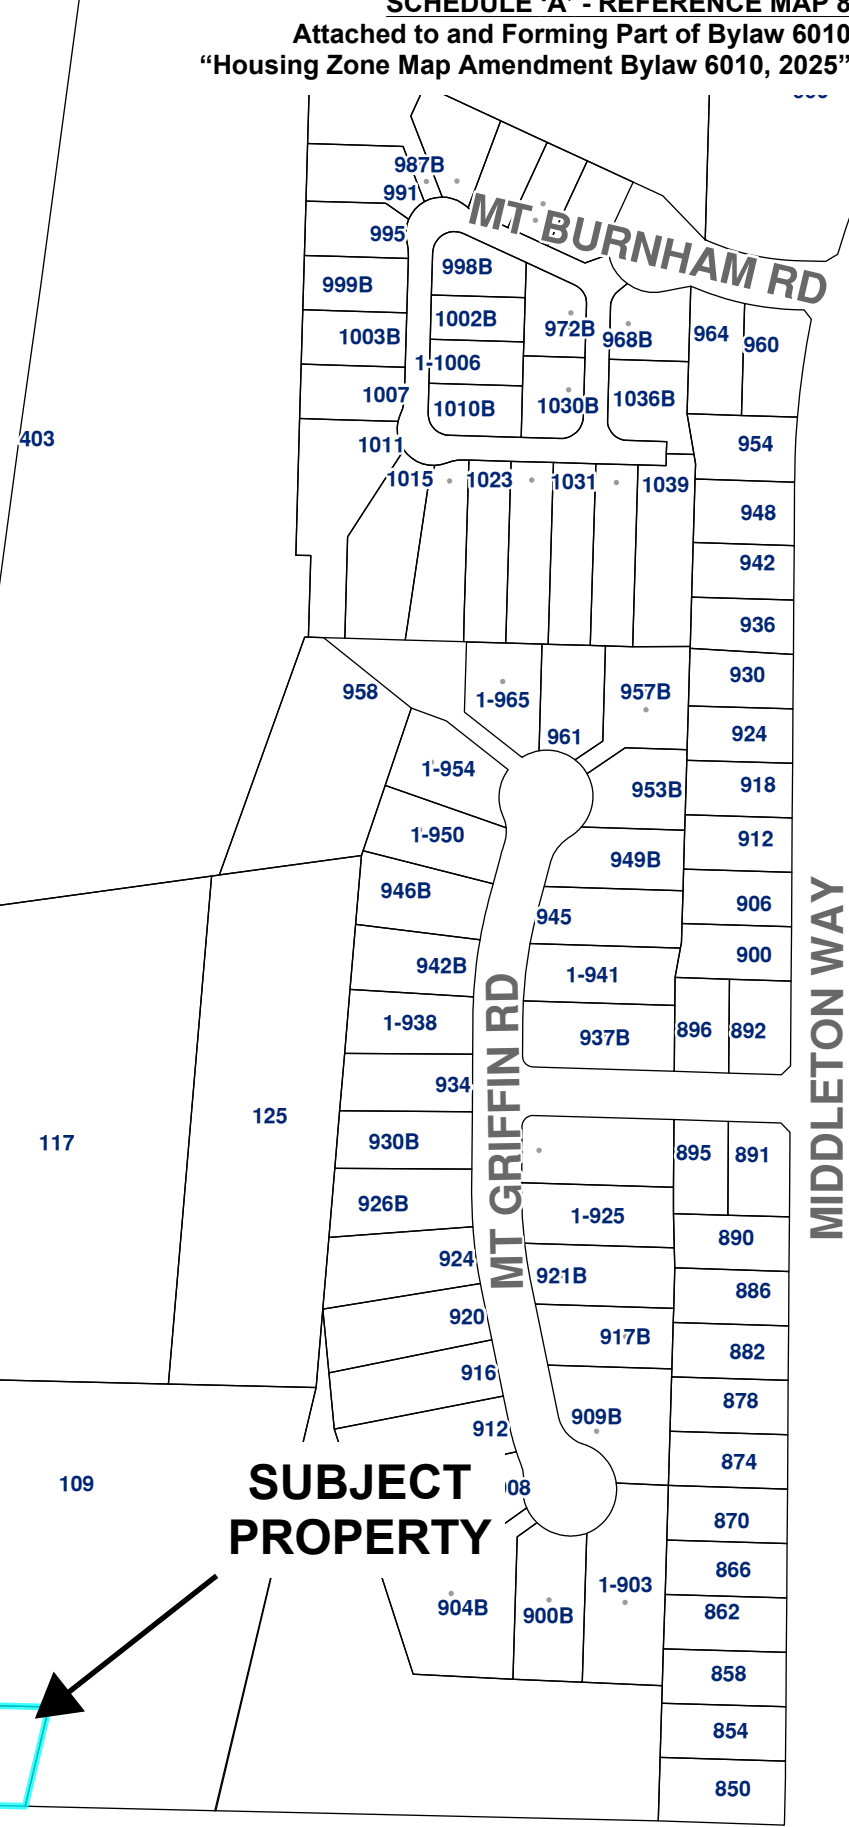 SCHEDULE ‘A’ - REFERENCE MAP 8
Attached to and Forming Part of Bylaw 6010
“Housing Zone Map Amendment Bylaw 6010, 2025”
987B
991
995
MT BURNHAM RD
998B
999B
1002B
972B
968B
964
960
1003B
1-1006
1007
1010B
1030B
1036B
403
1011
954
1015
1023
1031
1039
948
942
936
930
958
1-965
957B
961
924
1-954
953B
918
1-950
912
949B
946B
906
945
900
942B
1-941
1-938
937B
896
892
MT GRIFFIN RD
MIDDLETON WAY
934
125
117
930B
895
891
926B
1-925
890
924
921B
886
920
917B
882
916
878
912
909B
874
109
SUBJECT
PROPERTY
870
866
1-903
904B
900B
862
858
854
850